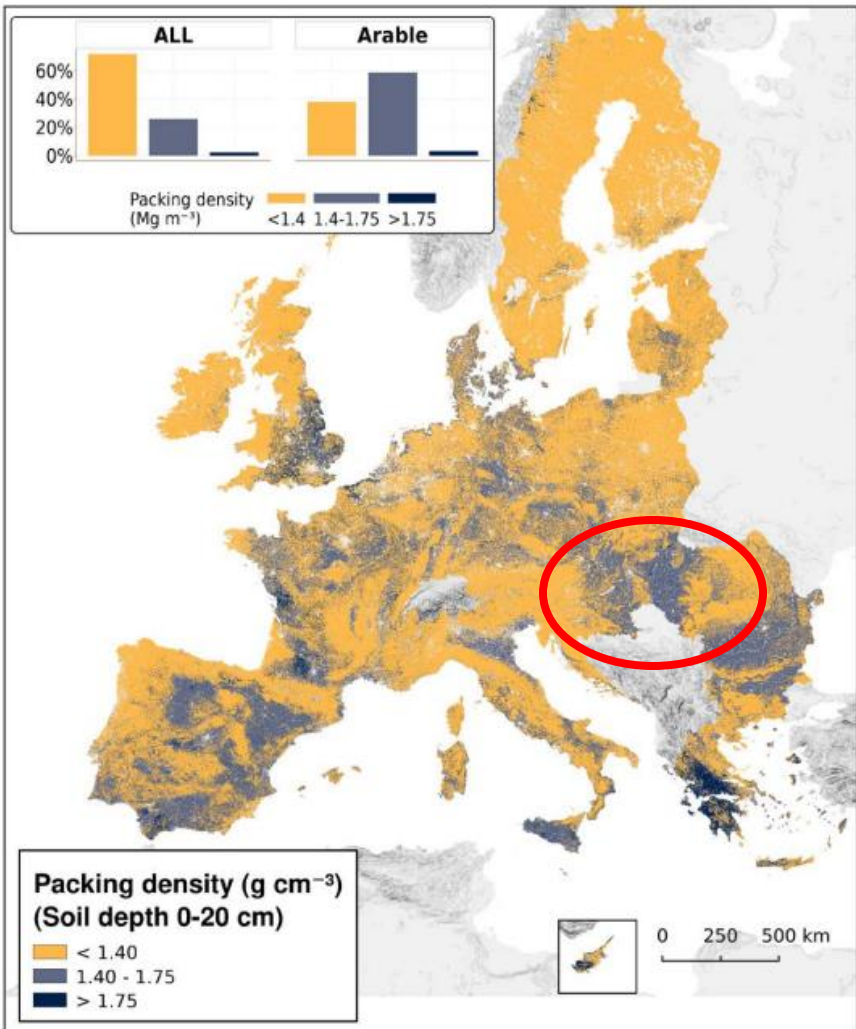 ALL Arable
60%
40%
20%
0%
Packing density
(Mg m⁻³)
<1.4 1.4-1.75 >1.75
Packing density (g cm⁻³)
(Soil depth 0-20 cm)
< 1.40
1.40 - 1.75
> 1.75
0 250 500 km